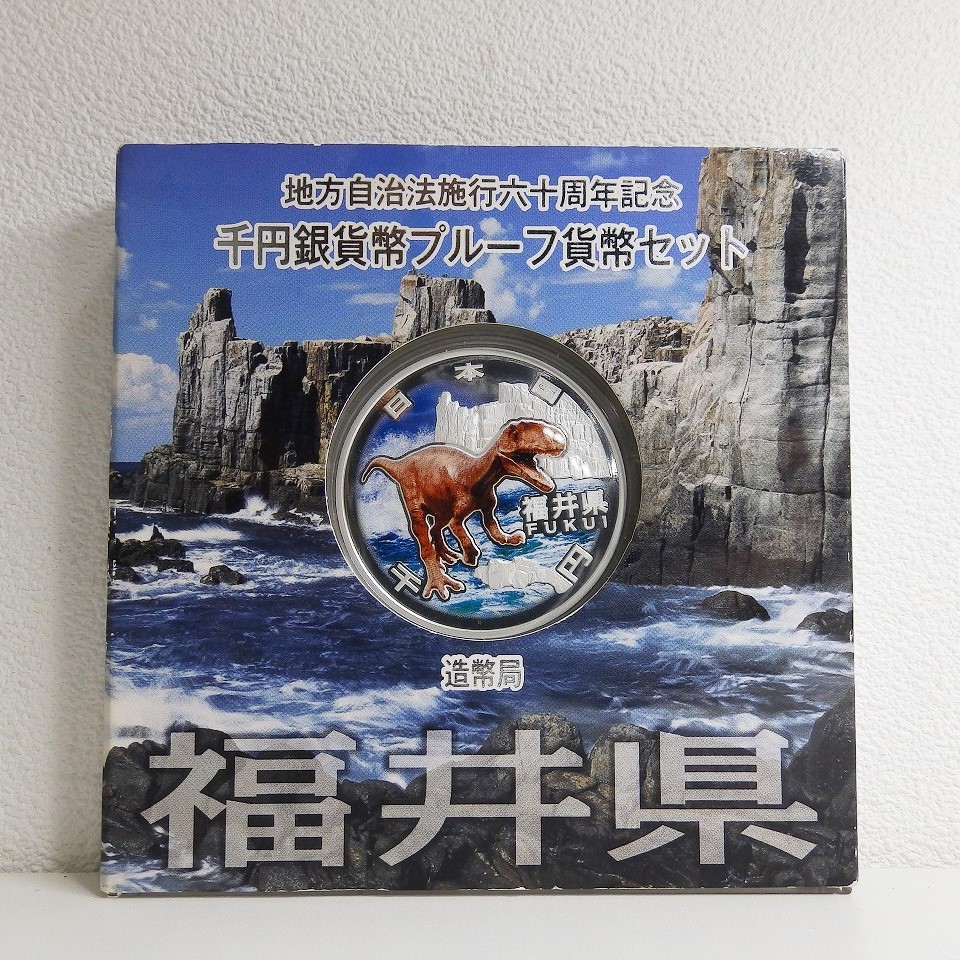 地方自治法施行六十周年記念
千円銀貨幣プルーフ貨幣セット
日本国
福井県
FUKUI
千円
造幣局
福井県